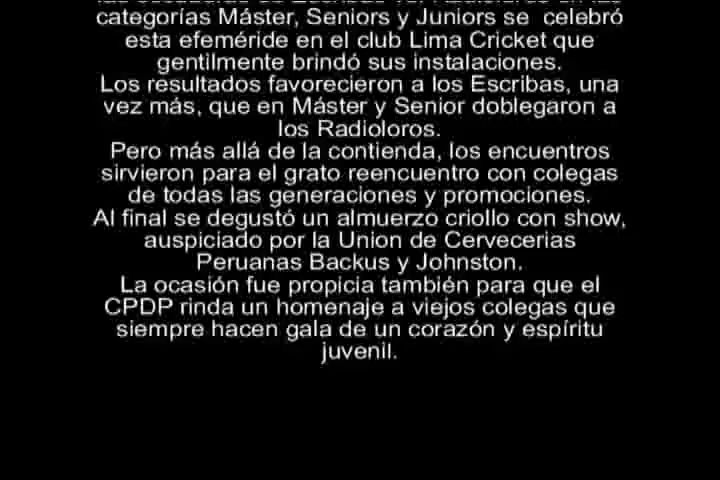 categorías Máster, Seniors y Juniors se  celebró
esta efeméride en el club Lima Cricket que
gentilmente brindó sus instalaciones.
Los resultados favorecieron a los Escribas, una
vez más, que en Máster y Senior doblegaron a
los Radioloros.
Pero más allá de la contienda, los encuentros
sirvieron para el grato reencuentro con colegas
de todas las generaciones y promociones.
Al final se degustó un almuerzo criollo con show,
auspiciado por la Union de Cervecerias
Peruanas Backus y Johnston.
La ocasión fue propicia también para que el
CPDP rinda un homenaje a viejos colegas que
siempre hacen gala de un corazón y espíritu
juvenil.